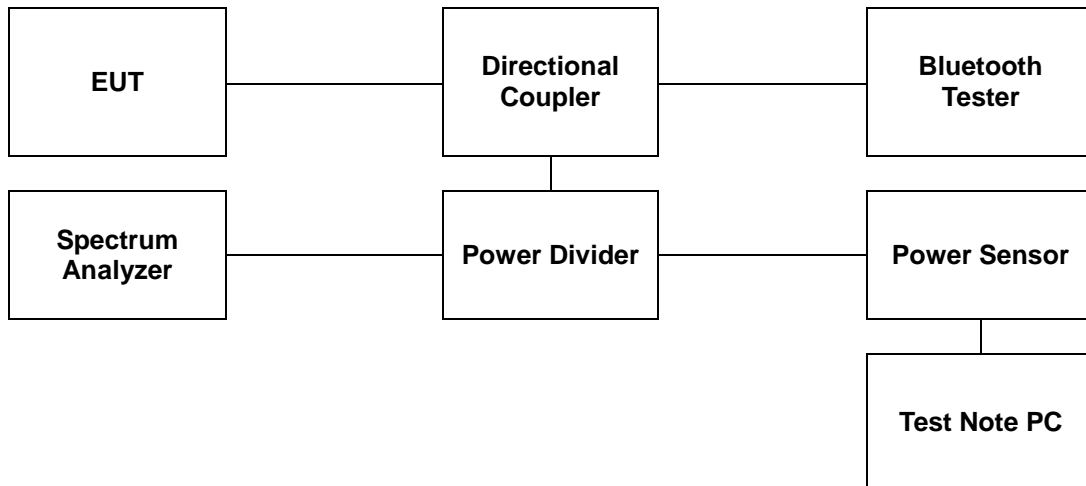 EUT
Directional
Coupler
Bluetooth
Tester
Spectrum
Analyzer
Power Divider
Power Sensor
Test Note PC